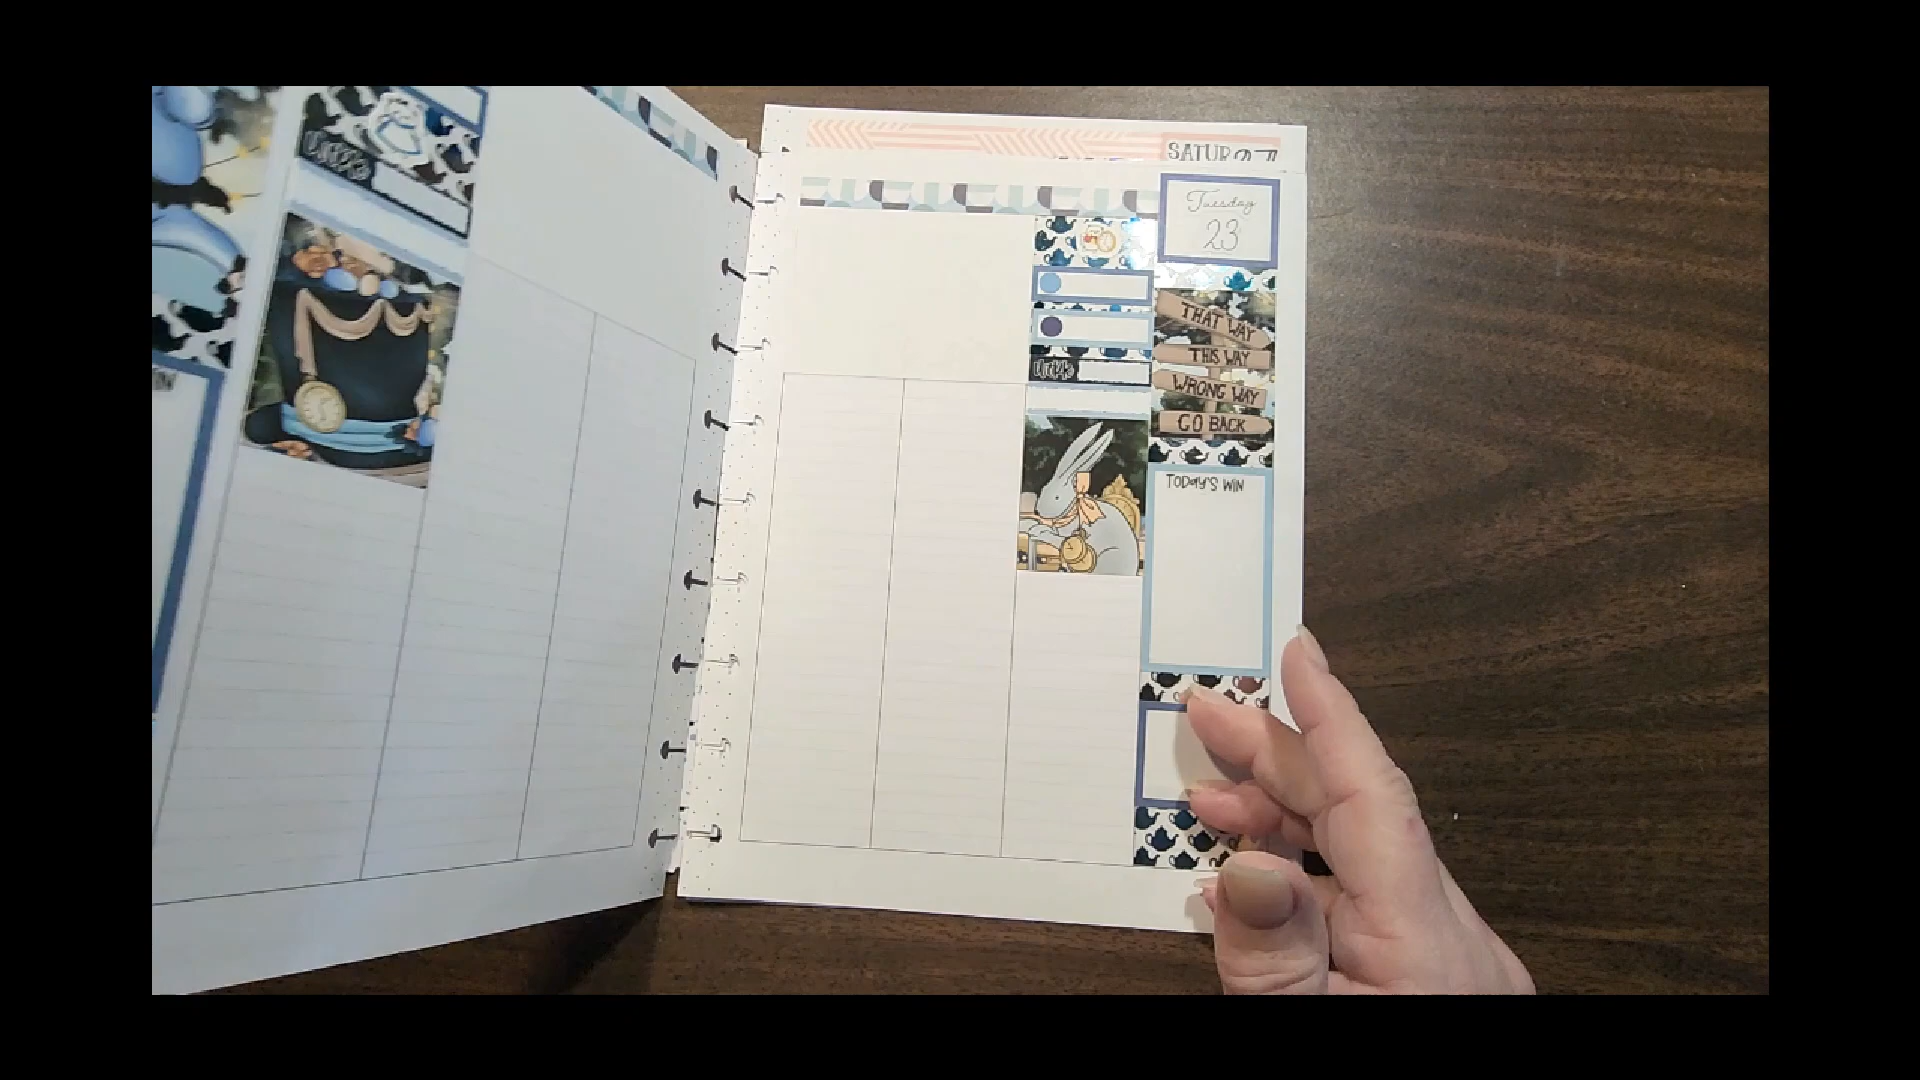 SATUR
Tuesday
23
THAT WAY
THIS WAY
WRONG WAY
GO BACK
TODAY'S WIN